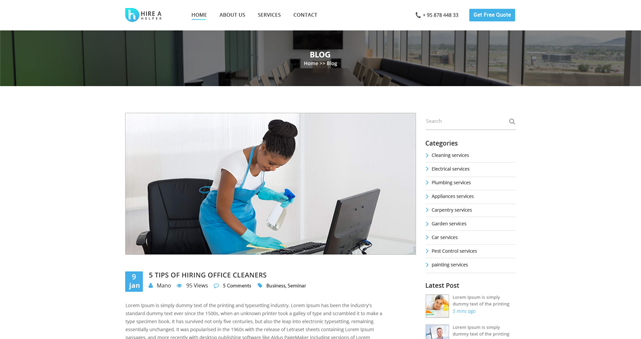 HIRE A
HELPER
HOME ABOUT US SERVICES CONTACT
+ 95 878 448 33
Get Free Quote
BLOG
Home >> Blog
Search
Categories
Cleaning services
Electrical services
Plumbing services
Appliances services
Carpentry services
Garden services
Car services
Pest Control services
painting services
Latest Post
Lorem Ipsum is simply
dummy text of the printing
5 mins ago
Lorem Ipsum is simply
dummy text of the printing
9
jan
5 TIPS OF HIRING OFFICE CLEANERS
Mano 95 Views 5 Comments Business, Seminar
Lorem Ipsum is simply dummy text of the printing and typesetting industry. Lorem Ipsum has been the industry's
standard dummy text ever since the 1500s, when an unknown printer took a galley of type and scrambled it to make a
type specimen book. It has survived not only five centuries, but also the leap into electronic typesetting, remaining
essentially unchanged. It was popularised in the 1960s with the release of Letraset sheets containing Lorem Ipsum
passages, and more recently with desktop publishing software like Aldus PageMaker including versions of Lorem